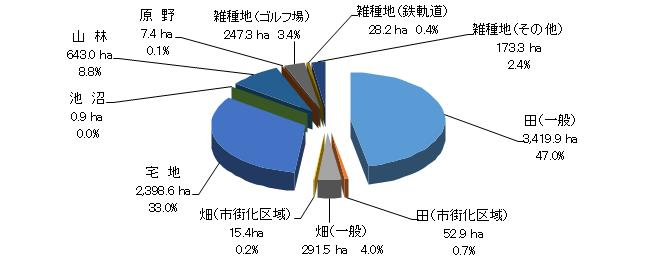 原 野
7.4 ha
0.1%
雑種地(ゴルフ場)
247.3 ha 3.4%
雑種地(鉄軌道)
28.2 ha 0.4%
雑種地(その他)
173.3 ha
2.4%
山 林
643.0 ha
8.8%
池 沼
0.9 ha
0.0%
田(一般)
3,419.9 ha
47.0%
宅 地
2,398.6 ha
33.0%
畑(市街化区域)
15.4ha
0.2%
畑(一般)
291.5 ha 4.0%
田(市街化区域)
52.9 ha
0.7%